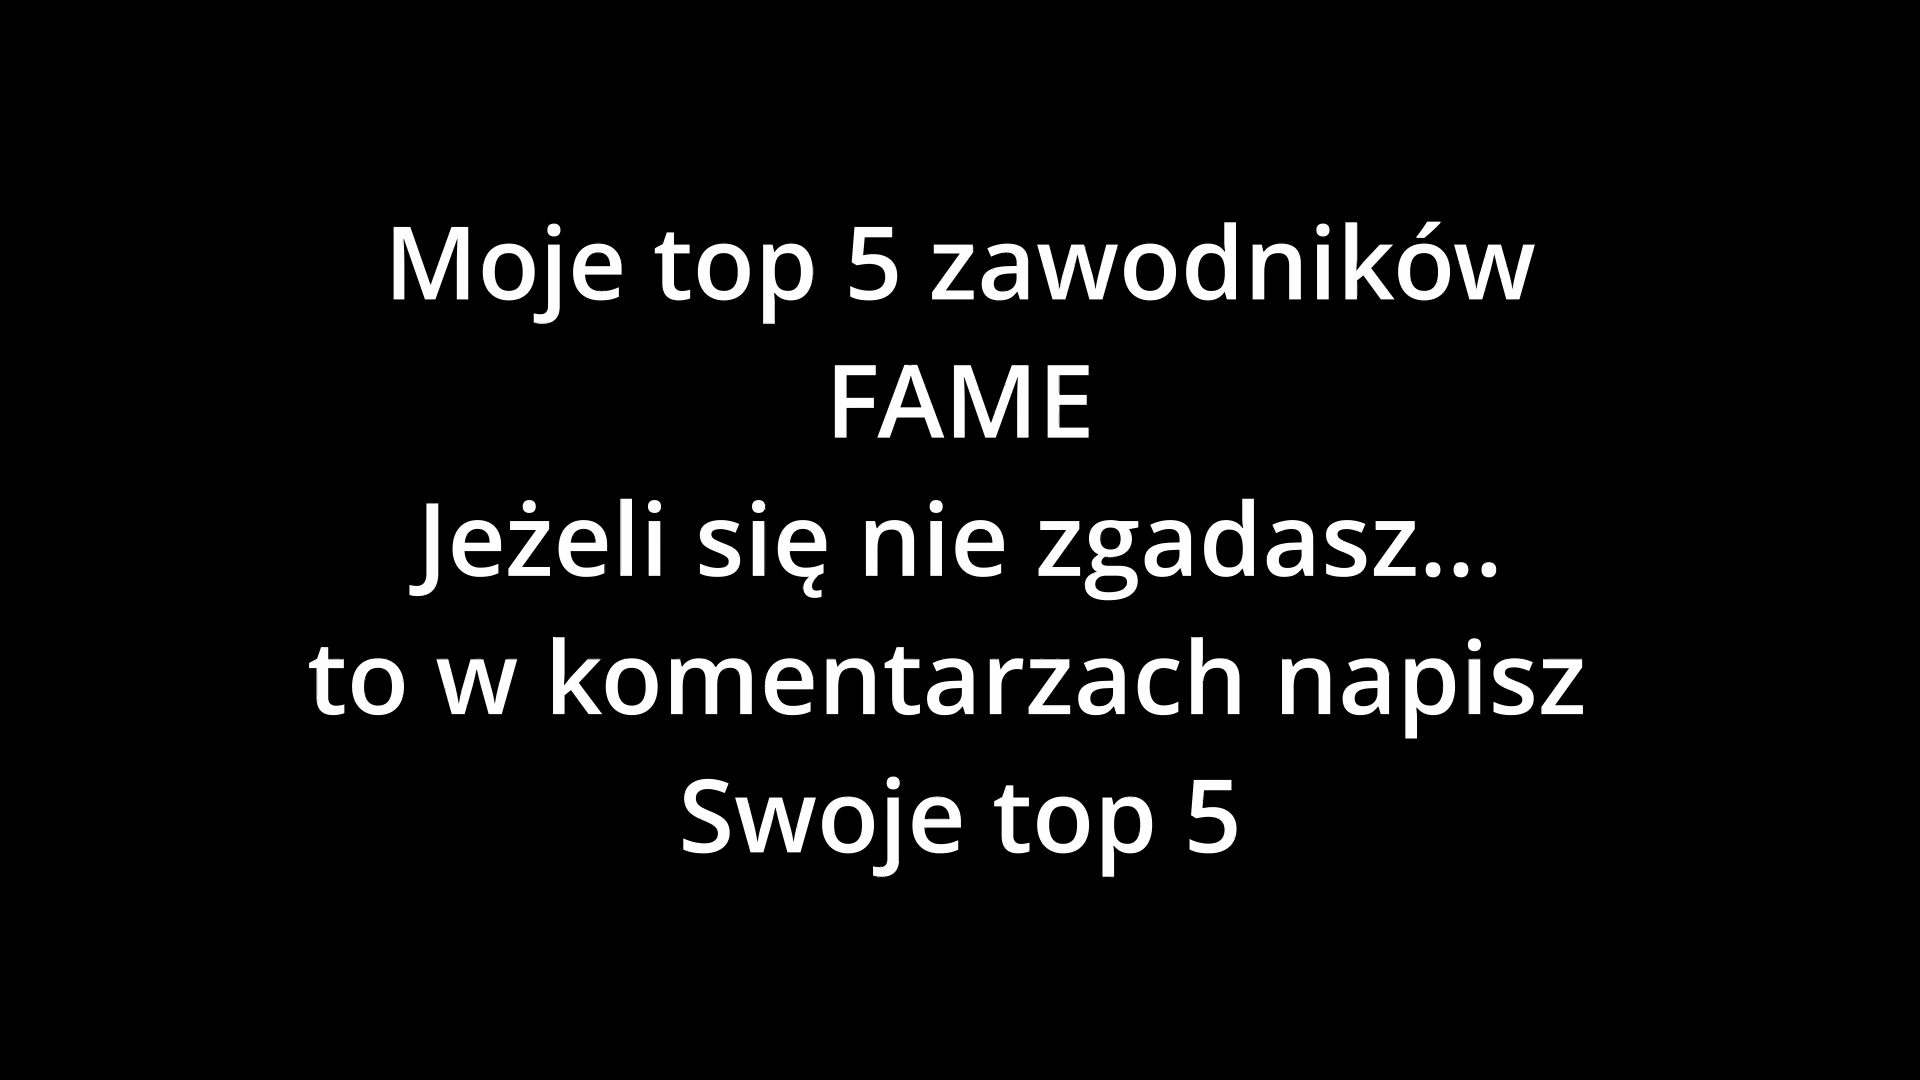 Moje top 5 zawodników
FAME
Jeżeli się nie zgadasz...
to w komentarzach napisz
Swoje top 5